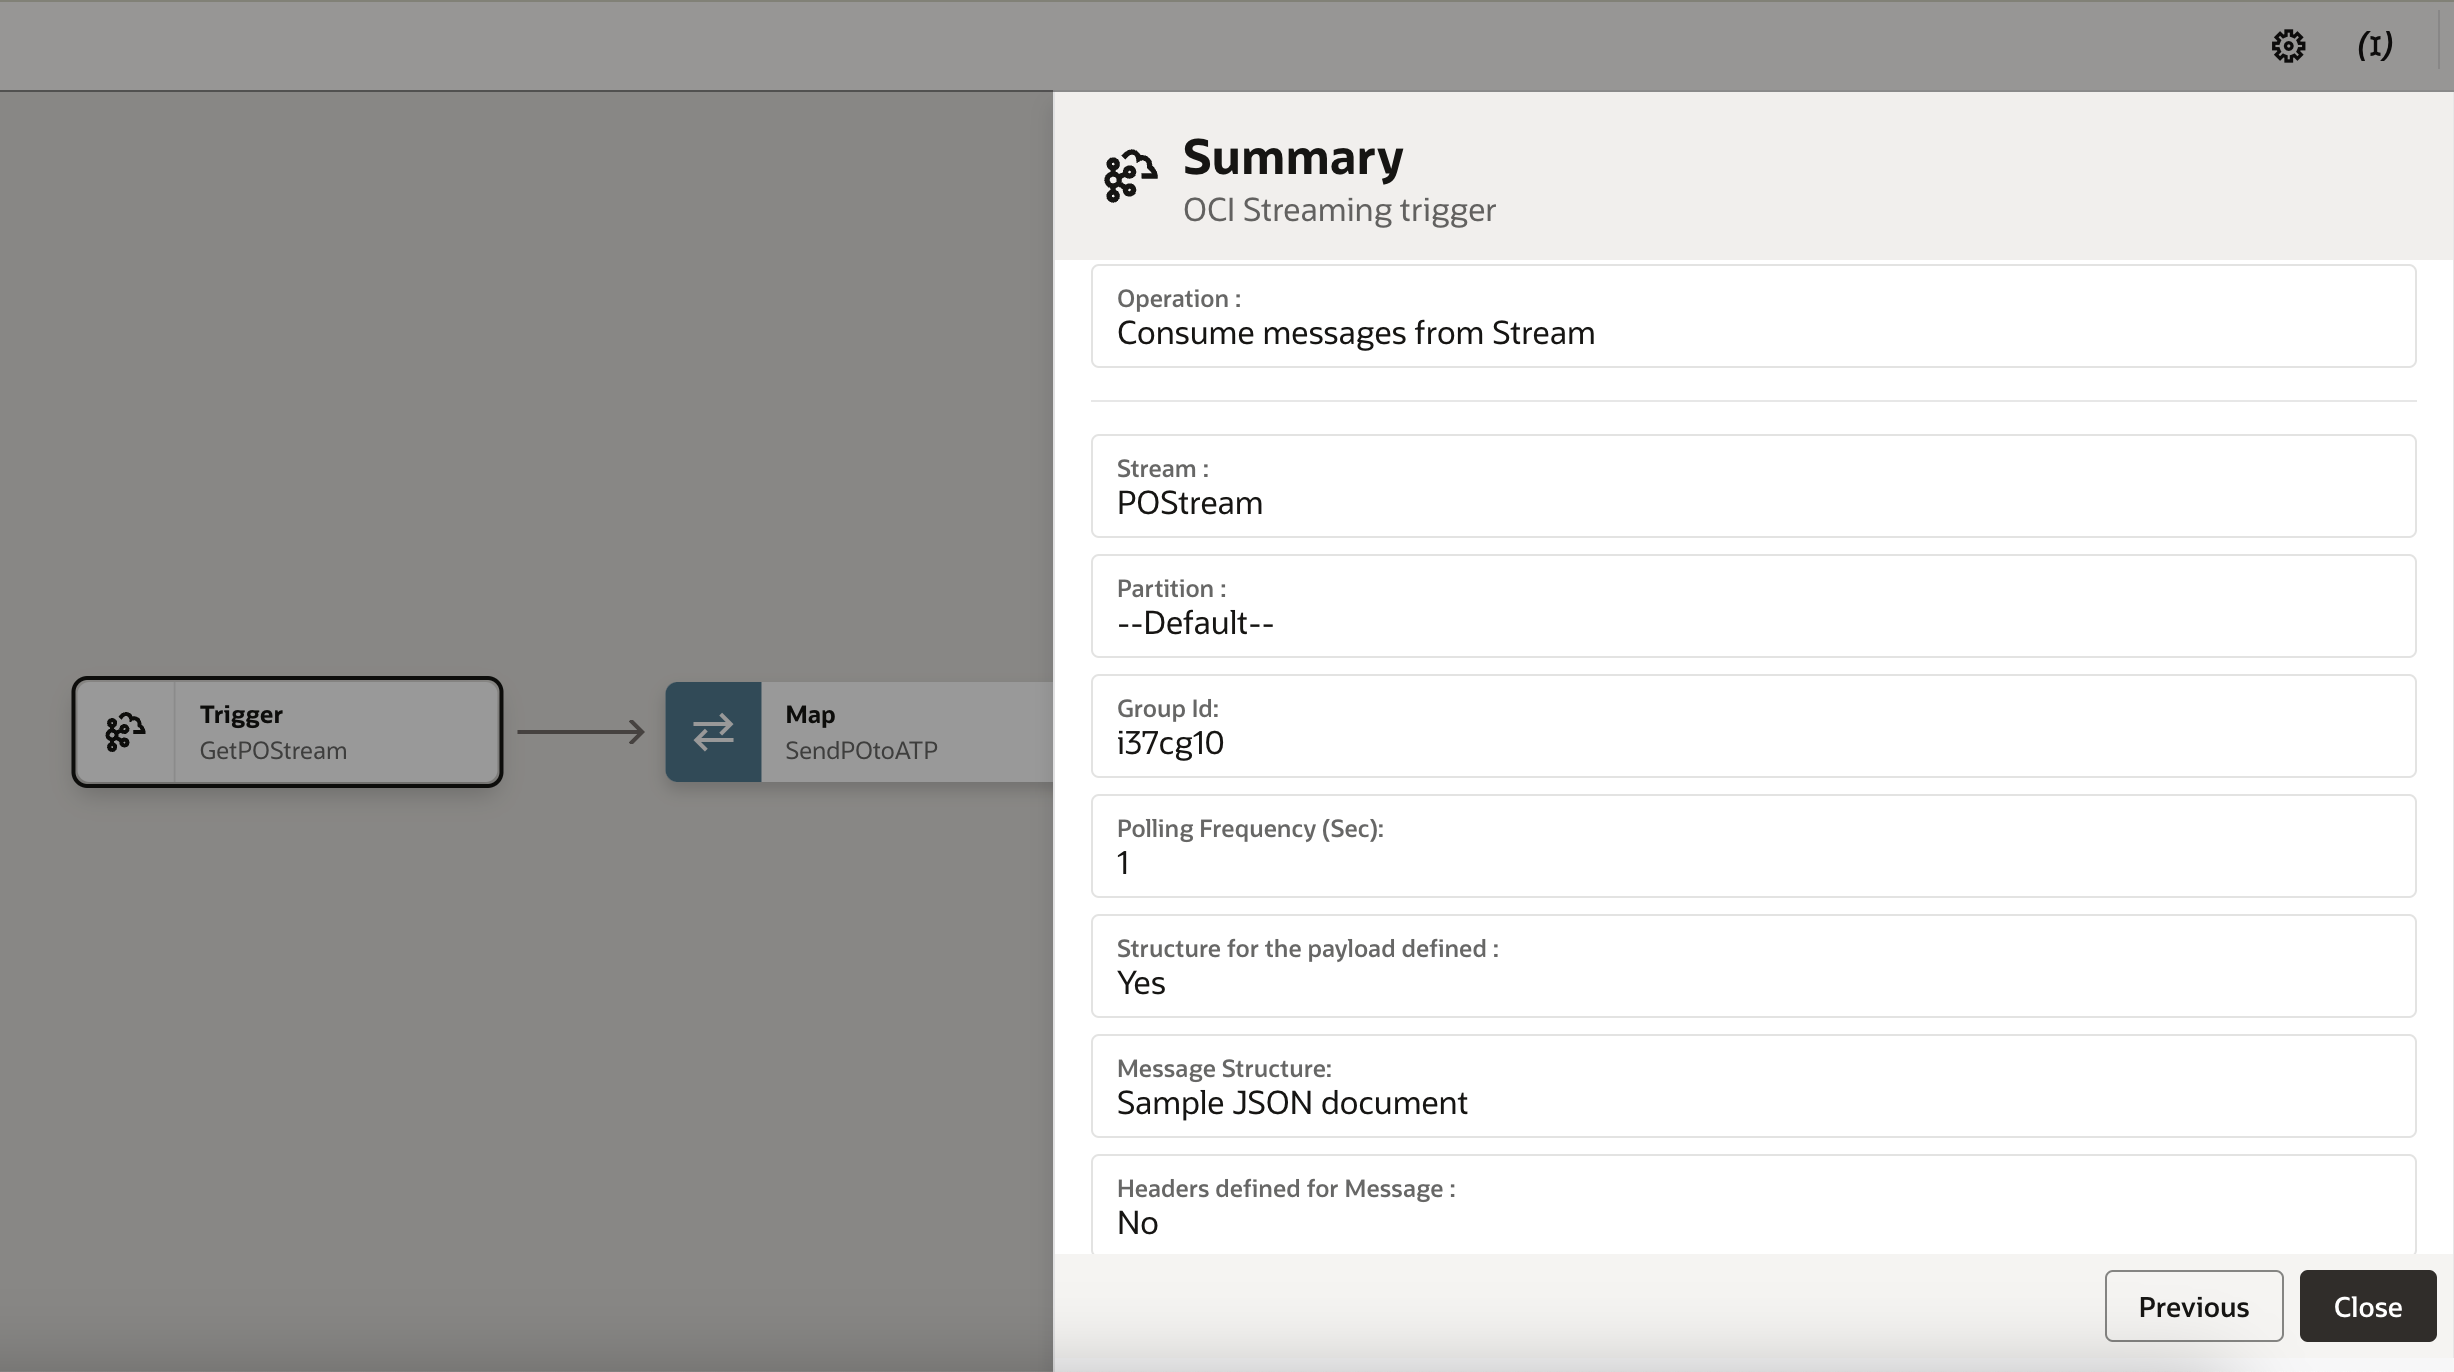 (I)
Summary
OCI Streaming trigger
Operation :
Consume messages from Stream
Stream :
POStream
Partition :
--Default--
Group Id:
i37cg10
Polling Frequency (Sec):
1
Structure for the payload defined :
Yes
Message Structure:
Sample JSON document
Headers defined for Message :
No
Previous
Close
Trigger
GetPOStream
Map
SendPOtoATP